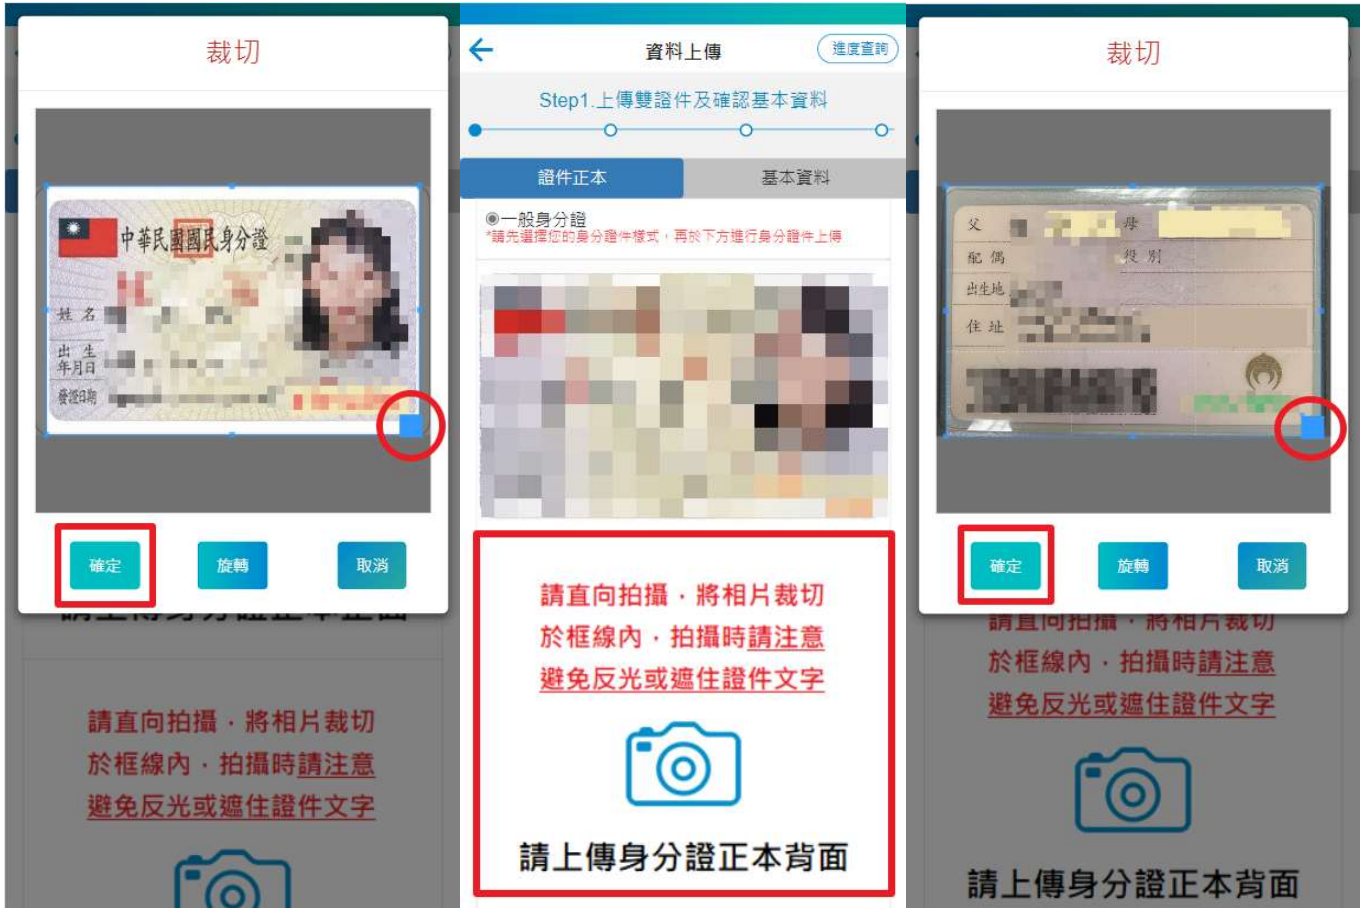 裁切
中華民國國民身分證
姓名
出生
年月日
發證日期
確定
旋轉
取消
請上傳身分證正本正面
請直向拍攝，將相片裁切
於框線內，拍攝時請注意
避免反光或遮住證件文字
資料上傳
進度查詢
Step1.上傳雙證件及確認基本資料
證件正本
基本資料
一般身分證
*請先選擇您的身分證件樣式，再於下方進行身分證件上傳
請直向拍攝，將相片裁切
於框線內，拍攝時請注意
避免反光或遮住證件文字
請上傳身分證正本背面
裁切
父 母
配偶 役別
出生地
住址
確定
旋轉
取消
請直向拍攝，將相片裁切
於框線內，拍攝時請注意
避免反光或遮住證件文字
請上傳身分證正本背面